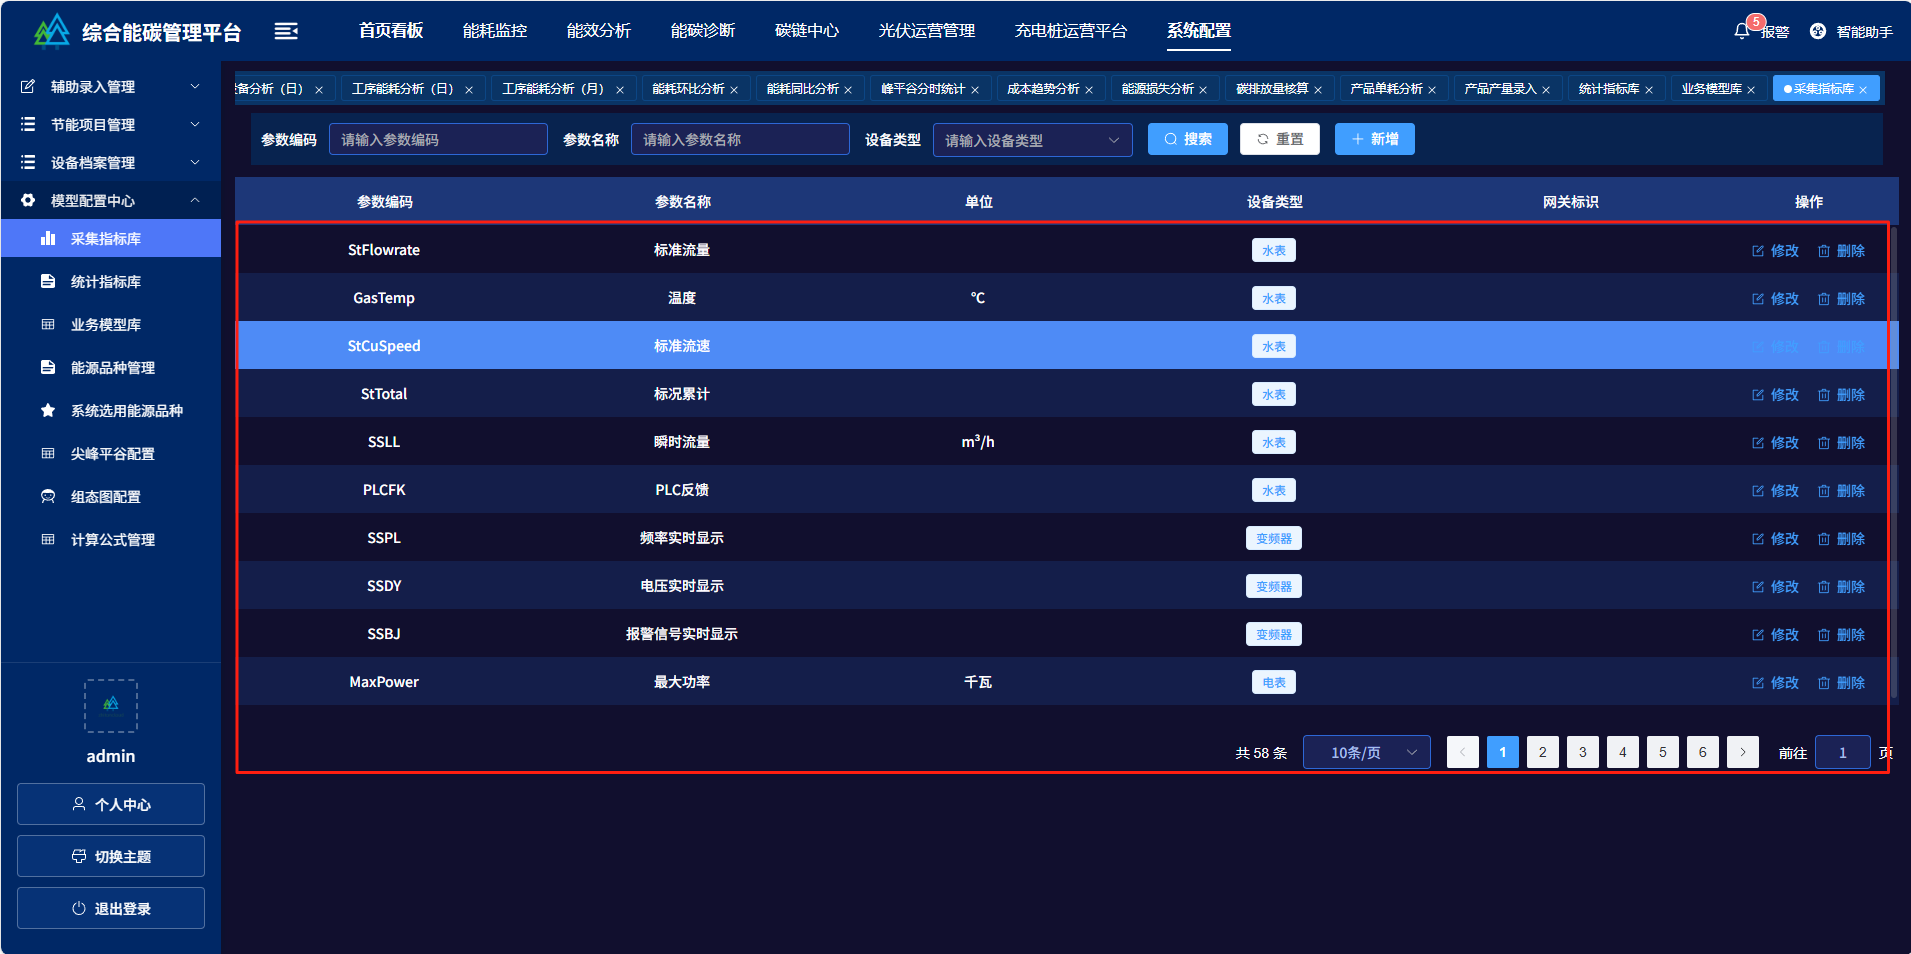 综合能碳管理平台
首页看板 能耗监控 能效分析 能碳诊断 碳链中心 光伏运营管理 充电桩运营平台 系统配置
5 报警 智能助手
备分析（日） 工序能耗分析（日） 工序能耗分析（月） 能耗环比分析 能耗同比分析 峰平谷分时统计 成本趋势分析 能源损失分析 碳排放量核算 产品单耗分析 产品产量录入 统计指标库 业务模型库 采集指标库
辅助录入管理
节能项目管理
设备档案管理
模型配置中心
采集指标库
统计指标库
业务模型库
能源品种管理
系统选用能源品种
尖峰平谷配置
组态图配置
计算公式管理
admin
个人中心
切换主题
退出登录
参数编码 请输入参数编码 参数名称 请输入参数名称 设备类型 请输入设备类型 搜索 重置 新增
参数编码 参数名称 单位 设备类型 网关标识 操作
StFlowrate 标准流量 水表 修改 删除
GasTemp 温度 ℃ 水表 修改 删除
StCuSpeed 标准流速 水表 修改 删除
StTotal 标况累计 水表 修改 删除
SSLL 瞬时流量 m³/h 水表 修改 删除
PLCFK PLC反馈 水表 修改 删除
SSPL 频率实时显示 变频器 修改 删除
SSDY 电压实时显示 变频器 修改 删除
SSBJ 报警信号实时显示 变频器 修改 删除
MaxPower 最大功率 千瓦 电表 修改 删除
共 58 条 10条/页 1 2 3 4 5 6 前往 1 页